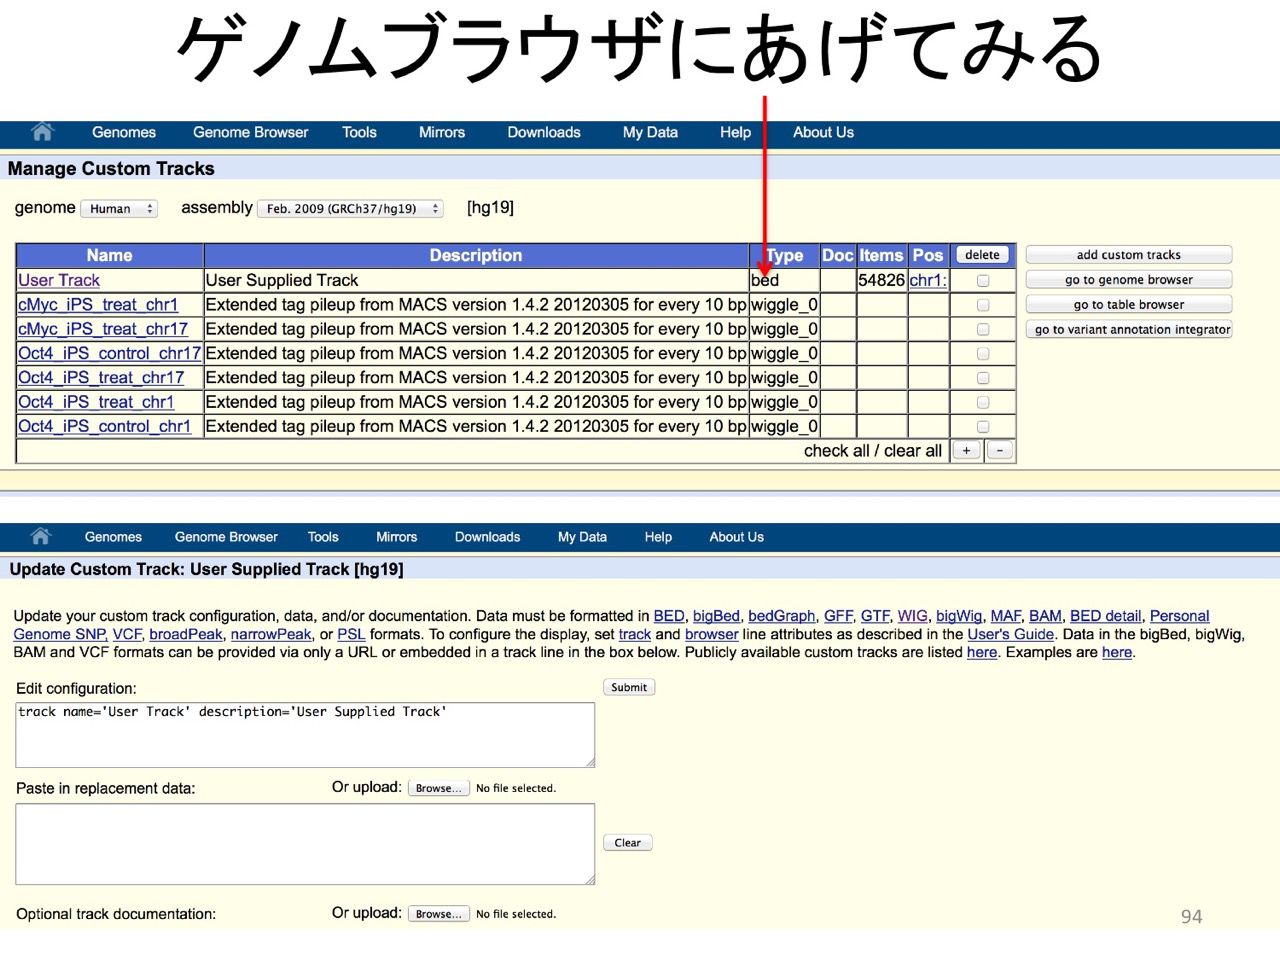 ゲノムブラウザにあげてみる
Genomes Genome Browser Tools Mirrors Downloads My Data Help About Us
Manage Custom Tracks
genome Human assembly Feb. 2009 (GRCh37/hg19) [hg19]
Name Description Type Doc Items Pos delete add custom tracks
User Track User Supplied Track bed 54826 chr1: go to genome browser
cMyc_iPS_treat_chr1 Extended tag pileup from MACS version 1.4.2 20120305 for every 10 bp wiggle_0 go to table browser
cMyc_iPS_treat_chr17 Extended tag pileup from MACS version 1.4.2 20120305 for every 10 bp wiggle_0 go to variant annotation integrator
Oct4_iPS_control_chr17 Extended tag pileup from MACS version 1.4.2 20120305 for every 10 bp wiggle_0
Oct4_iPS_treat_chr17 Extended tag pileup from MACS version 1.4.2 20120305 for every 10 bp wiggle_0
Oct4_iPS_treat_chr1 Extended tag pileup from MACS version 1.4.2 20120305 for every 10 bp wiggle_0
Oct4_iPS_control_chr1 Extended tag pileup from MACS version 1.4.2 20120305 for every 10 bp wiggle_0
check all / clear all + -
Genomes Genome Browser Tools Mirrors Downloads My Data Help About Us
Update Custom Track: User Supplied Track [hg19]
Update your custom track configuration, data, and/or documentation. Data must be formatted in BED, bigBed, bedGraph, GFF, GTF, WIG, bigWig, MAF, BAM, BED detail, Personal
Genome SNP, VCF, broadPeak, narrowPeak, or PSL formats. To configure the display, set track and browser line attributes as described in the User's Guide. Data in the bigBed, bigWig,
BAM and VCF formats can be provided via only a URL or embedded in a track line in the box below. Publicly available custom tracks are listed here. Examples are here.
Edit configuration: Submit
track name='User Track' description='User Supplied Track'
Paste in replacement data: Or upload: Browse... No file selected.
Clear
Optional track documentation: Or upload: Browse... No file selected.
94